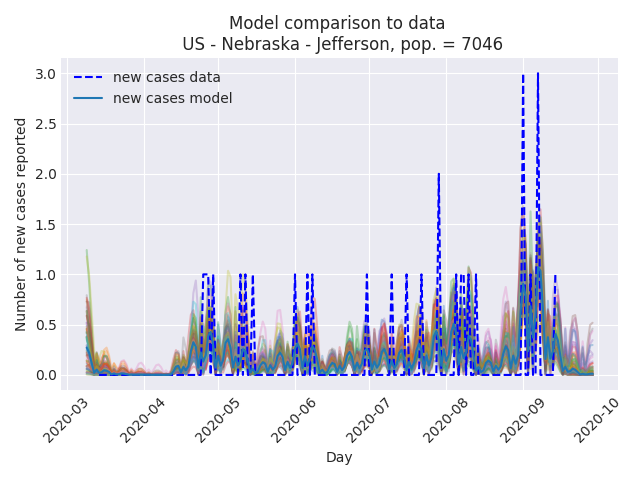 Model comparison to data
US - Nebraska - Jefferson, pop. = 7046
new cases data
new cases model
Number of new cases reported
3.0
2.5
2.0
1.5
1.0
0.5
0.0
2020-03
2020-04
2020-05
2020-06
2020-07
2020-08
2020-09
2020-10
Day